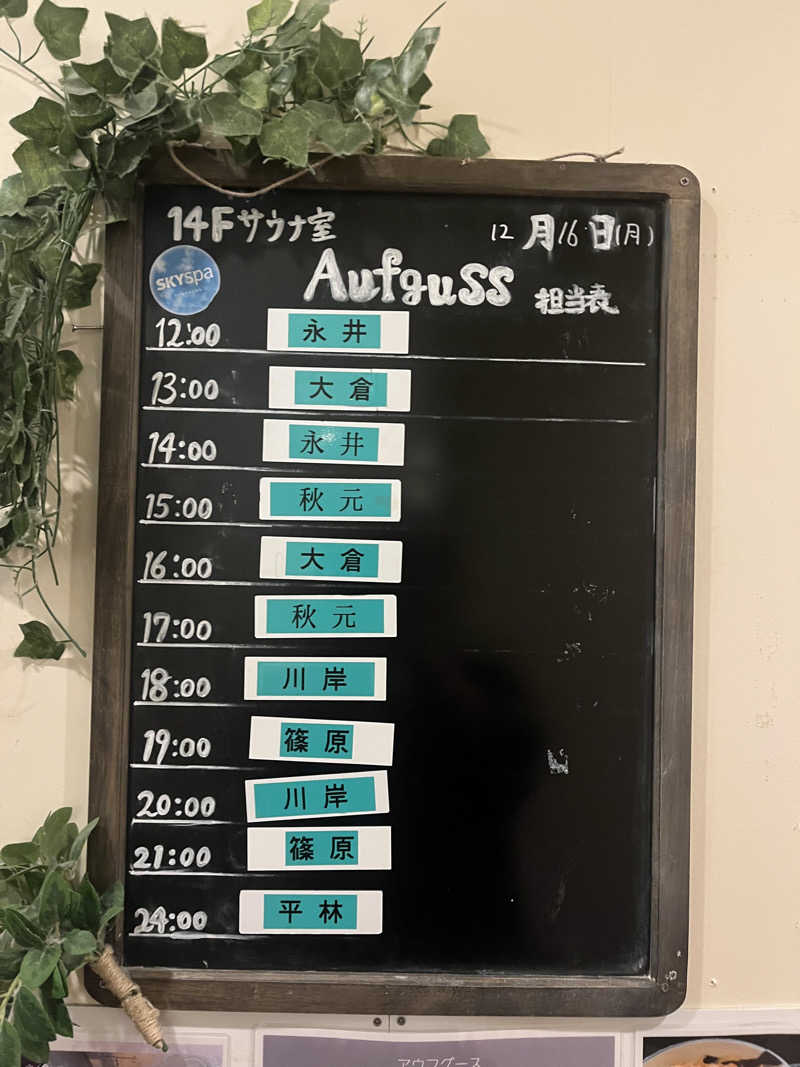 14Fサウナ室 12月16日(月)
SKYSpa
Aufguss 担当表
12:00 永井
13:00 大倉
14:00 永井
15:00 秋元
16:00 大倉
17:00 秋元
18:00 川岸
19:00 篠原
20:00 川岸
21:00 篠原
24:00 平林
アウフグース